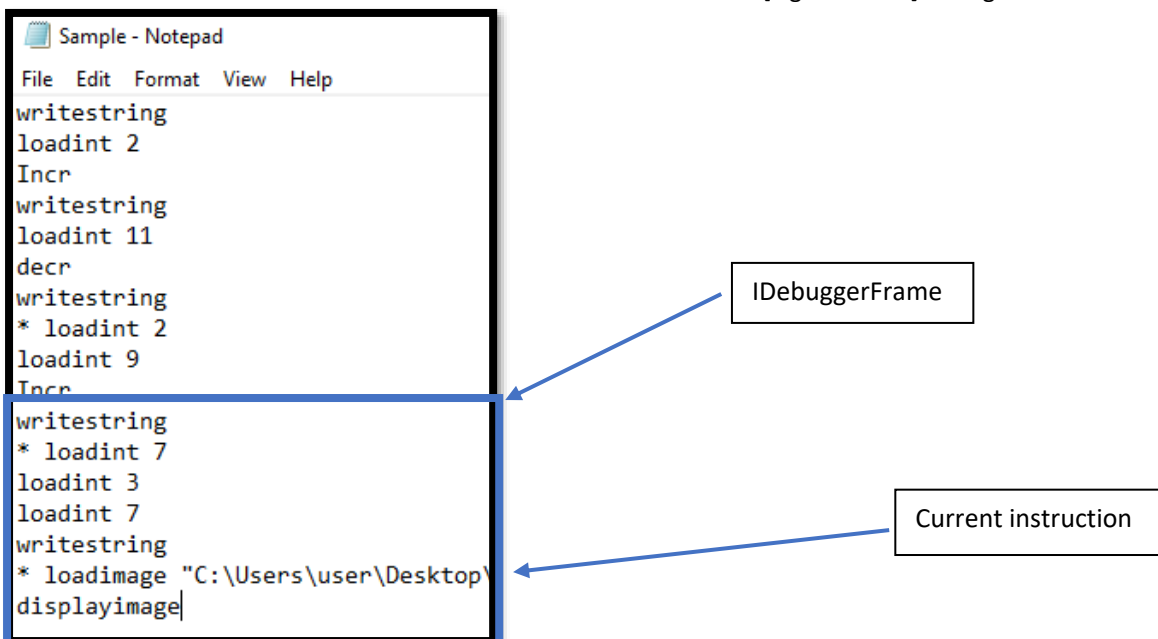 Sample - Notepad
File Edit Format View Help
writestring
loadint 2
Incr
writestring
loadint 11
decr
writestring
* loadint 2
loadint 9
Incr
writestring
* loadint 7
loadint 3
loadint 7
writestring
* loadimage "C:\Users\user\Desktop\
displayimage
IDebuggerFrame
Current instruction